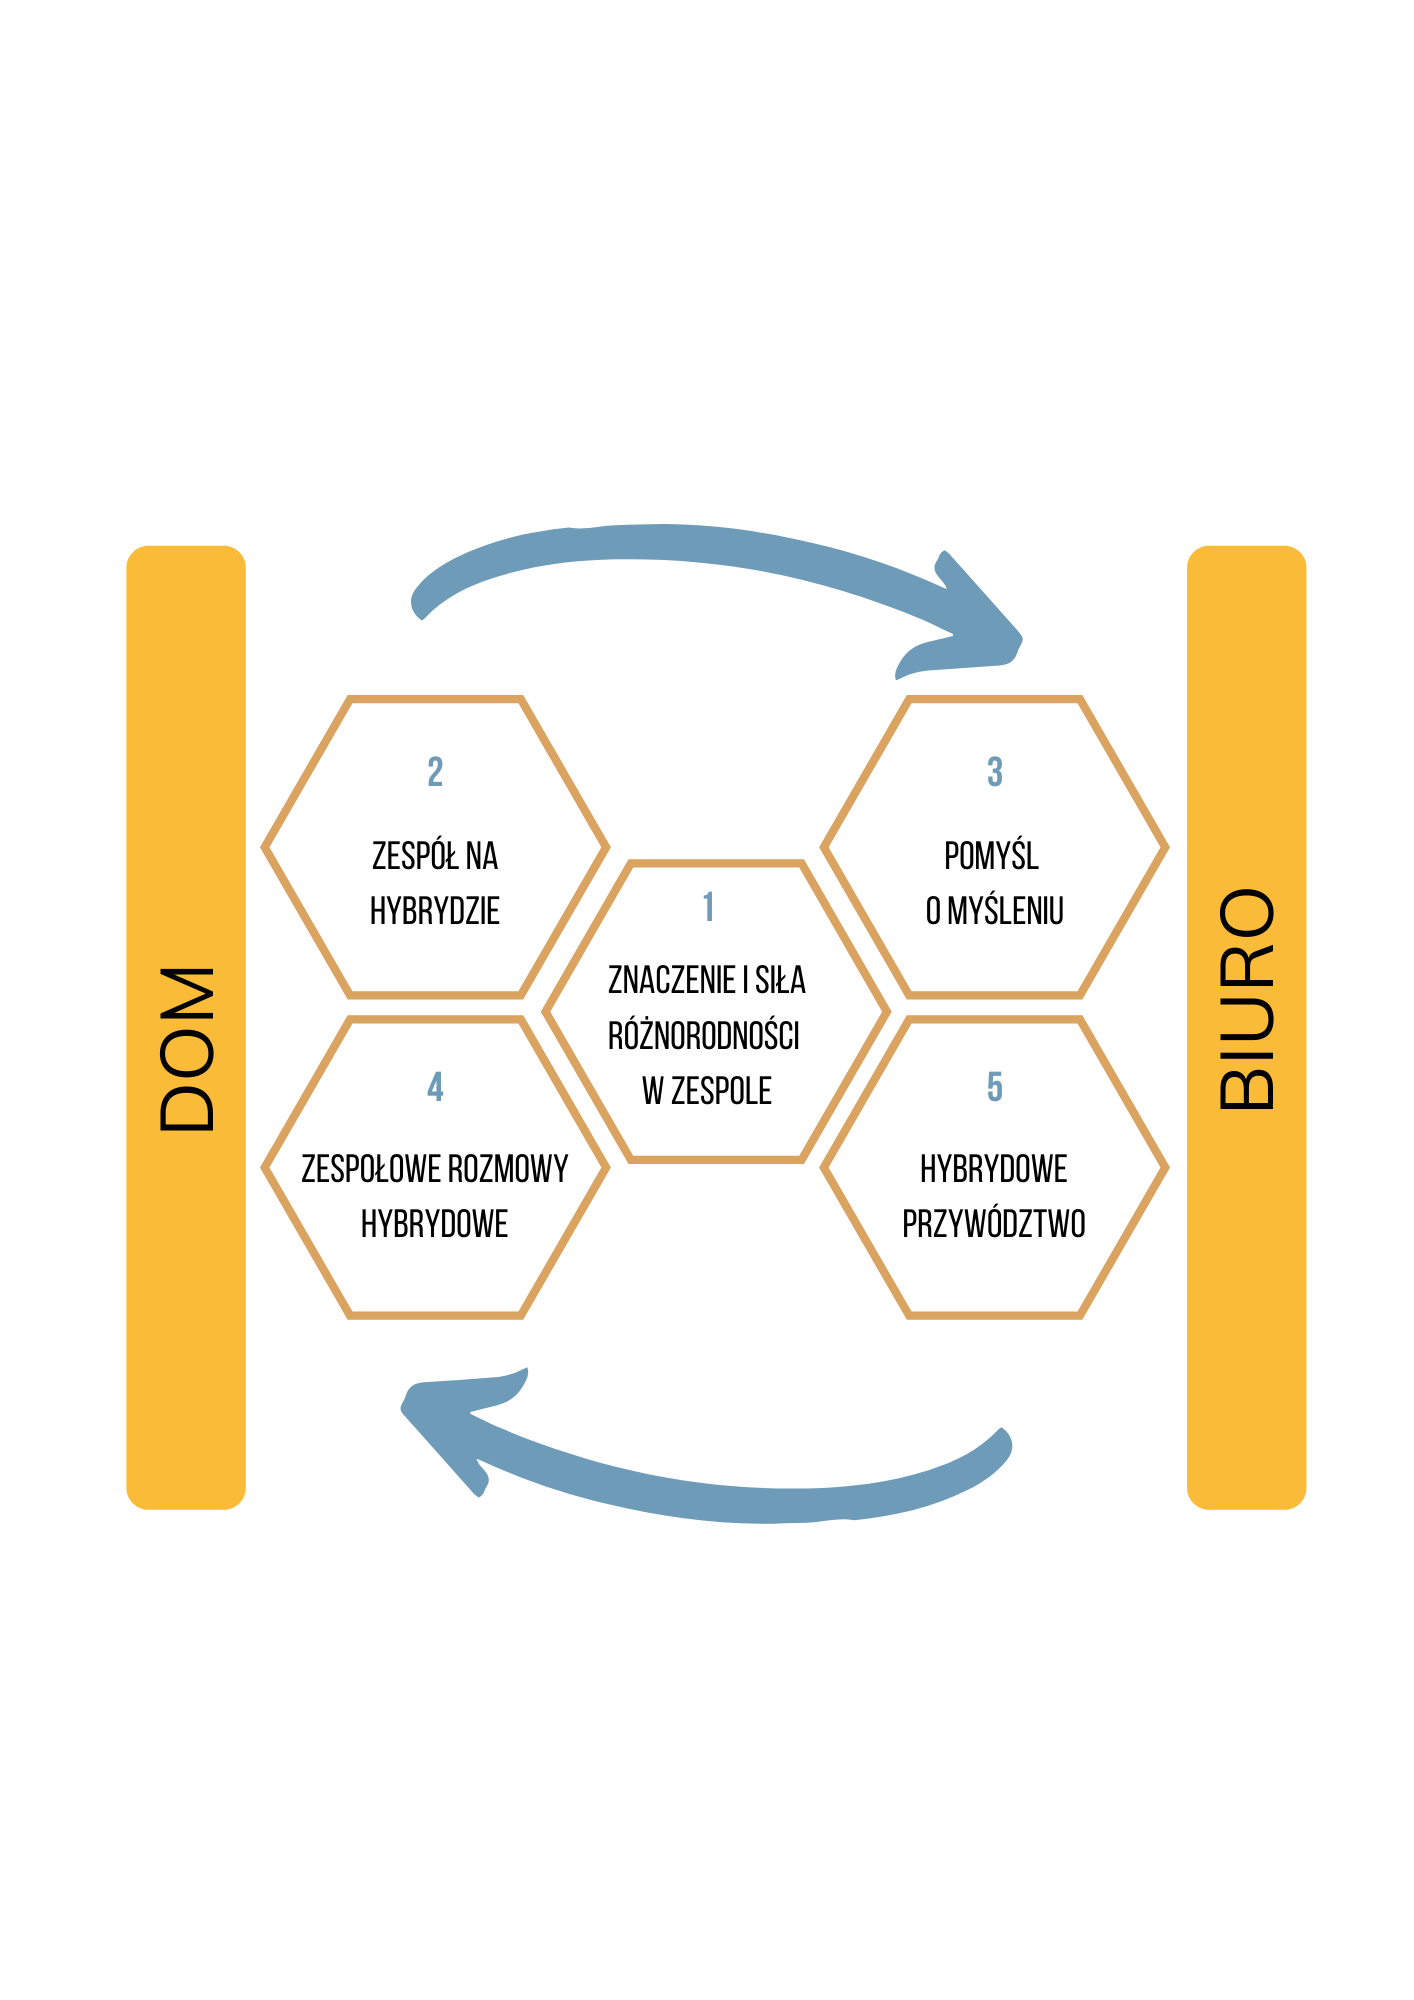 DOM
2
ZESPÓŁ NA
HYBRYDZIE
3
POMYŚL
O MYŚLENIU
1
ZNACZENIE I SIŁA
RÓŻNORODNOŚCI
W ZESPOLE
4
ZESPOŁOWE ROZMOWY
HYBRYDOWE
5
HYBRYDOWE
PRZYWÓDZTWO
BIURO